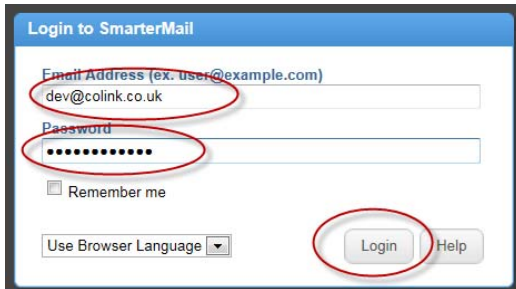 Login to SmarterMail
Email Address (ex. user@example.com)
dev@colink.co.uk
Password
••••••••••••
Remember me
Use Browser Language
Login Help